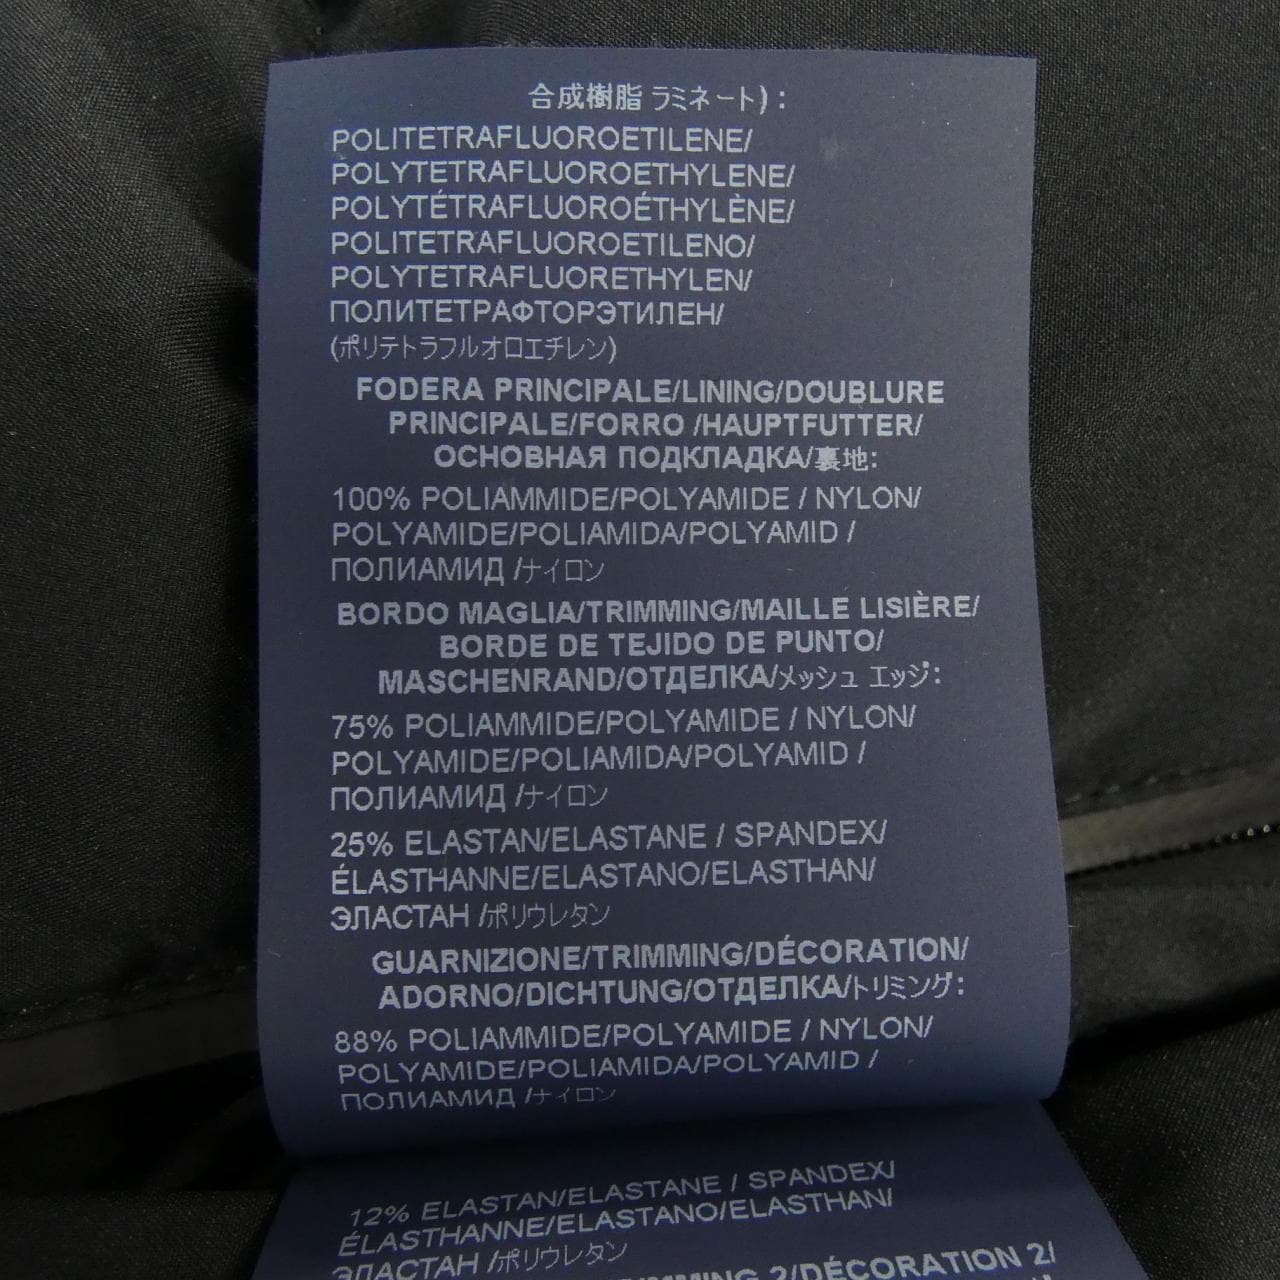 合成樹脂 ラミネート) :
POLITETRAFLUOROETILENE/
POLYTETRAFLUOROETHYLENE/
POLYTÉTRAFLUOROÉTHYLÈNE/
POLITETRAFLUOROETILENO/
POLYTETRAFLUORETHYLEN/
ПОЛИТЕТРАФТОРЭТИЛЕН/
(ポリテトラフルオロエチレン)
FODERA PRINCIPALE/LINING/DOUBLURE
PRINCIPALE/FORRO /HAUPTFUTTER/
ОСНОВНАЯ ПОДКЛАДКА/裏地:
100% POLIAMMIDE/POLYAMIDE / NYLON/
POLYAMIDE/POLIAMIDA/POLYAMID /
ПОЛИАМИД /ナイロン
BORDO MAGLIA/TRIMMING/MAILLE LISIÈRE/
BORDE DE TEJIDO DE PUNTO/
MASCHENRAND/ОТДЕЛКА/メッシュ エッジ:
75% POLIAMMIDE/POLYAMIDE / NYLON/
POLYAMIDE/POLIAMIDA/POLYAMID /
ПОЛИАМИД /ナイロン
25% ELASTAN/ELASTANE / SPANDEX/
ÉLASTHANNE/ELASTANO/ELASTHAN/
ЭЛАСТАН /ポリウレタン
GUARNIZIONE/TRIMMING/DÉCORATION/
ADORNO/DICHTUNG/ОТДЕЛКА/トリミング:
88% POLIAMMIDE/POLYAMIDE / NYLON/
POLYAMIDE/POLIAMIDA/POLYAMID /
ПОЛИАМИД /ナイロン
12% ELASTAN/ELASTANE / SPANDEX/
ÉLASTHANNE/ELASTANO/ELASTHAN/
ЭЛАСТАН /ポリウレタン
2/DÉCORATION 2/